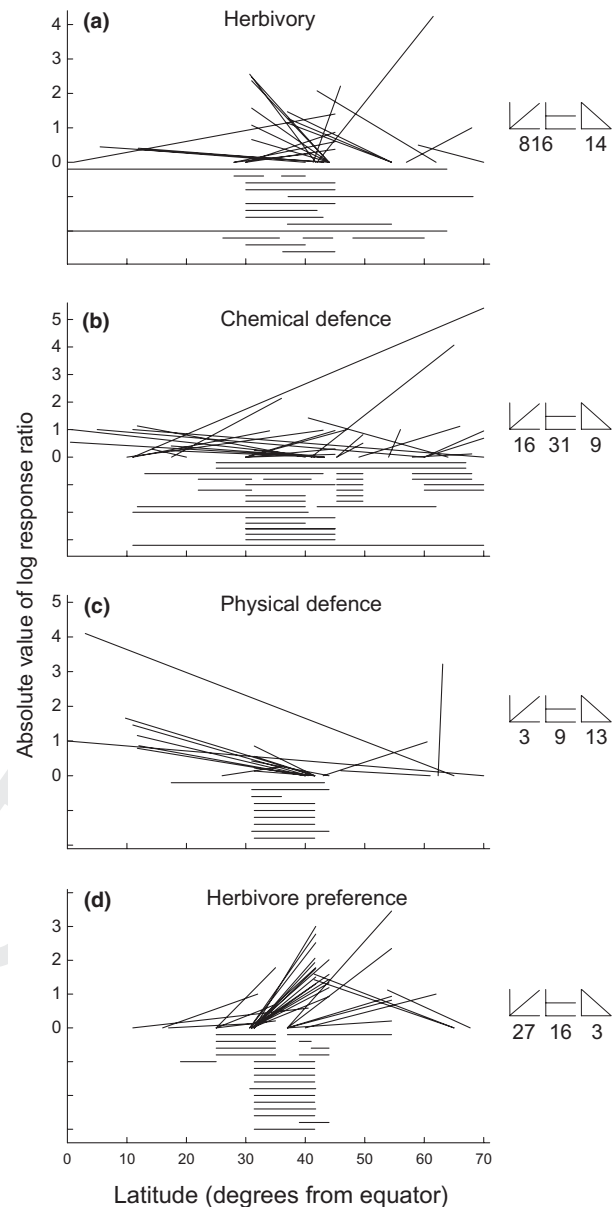 (a) Herbivory
4
3
2
1
0
816 14
(b) Chemical defence
5
4
3
2
1
0
16 31 9
Absolute value of log response ratio
(c) Physical defence
5
4
3
2
1
0
3 9 13
(d) Herbivore preference
3
2
1
0
27 16 3
0 10 20 30 40 50 60 70
Latitude (degrees from equator)